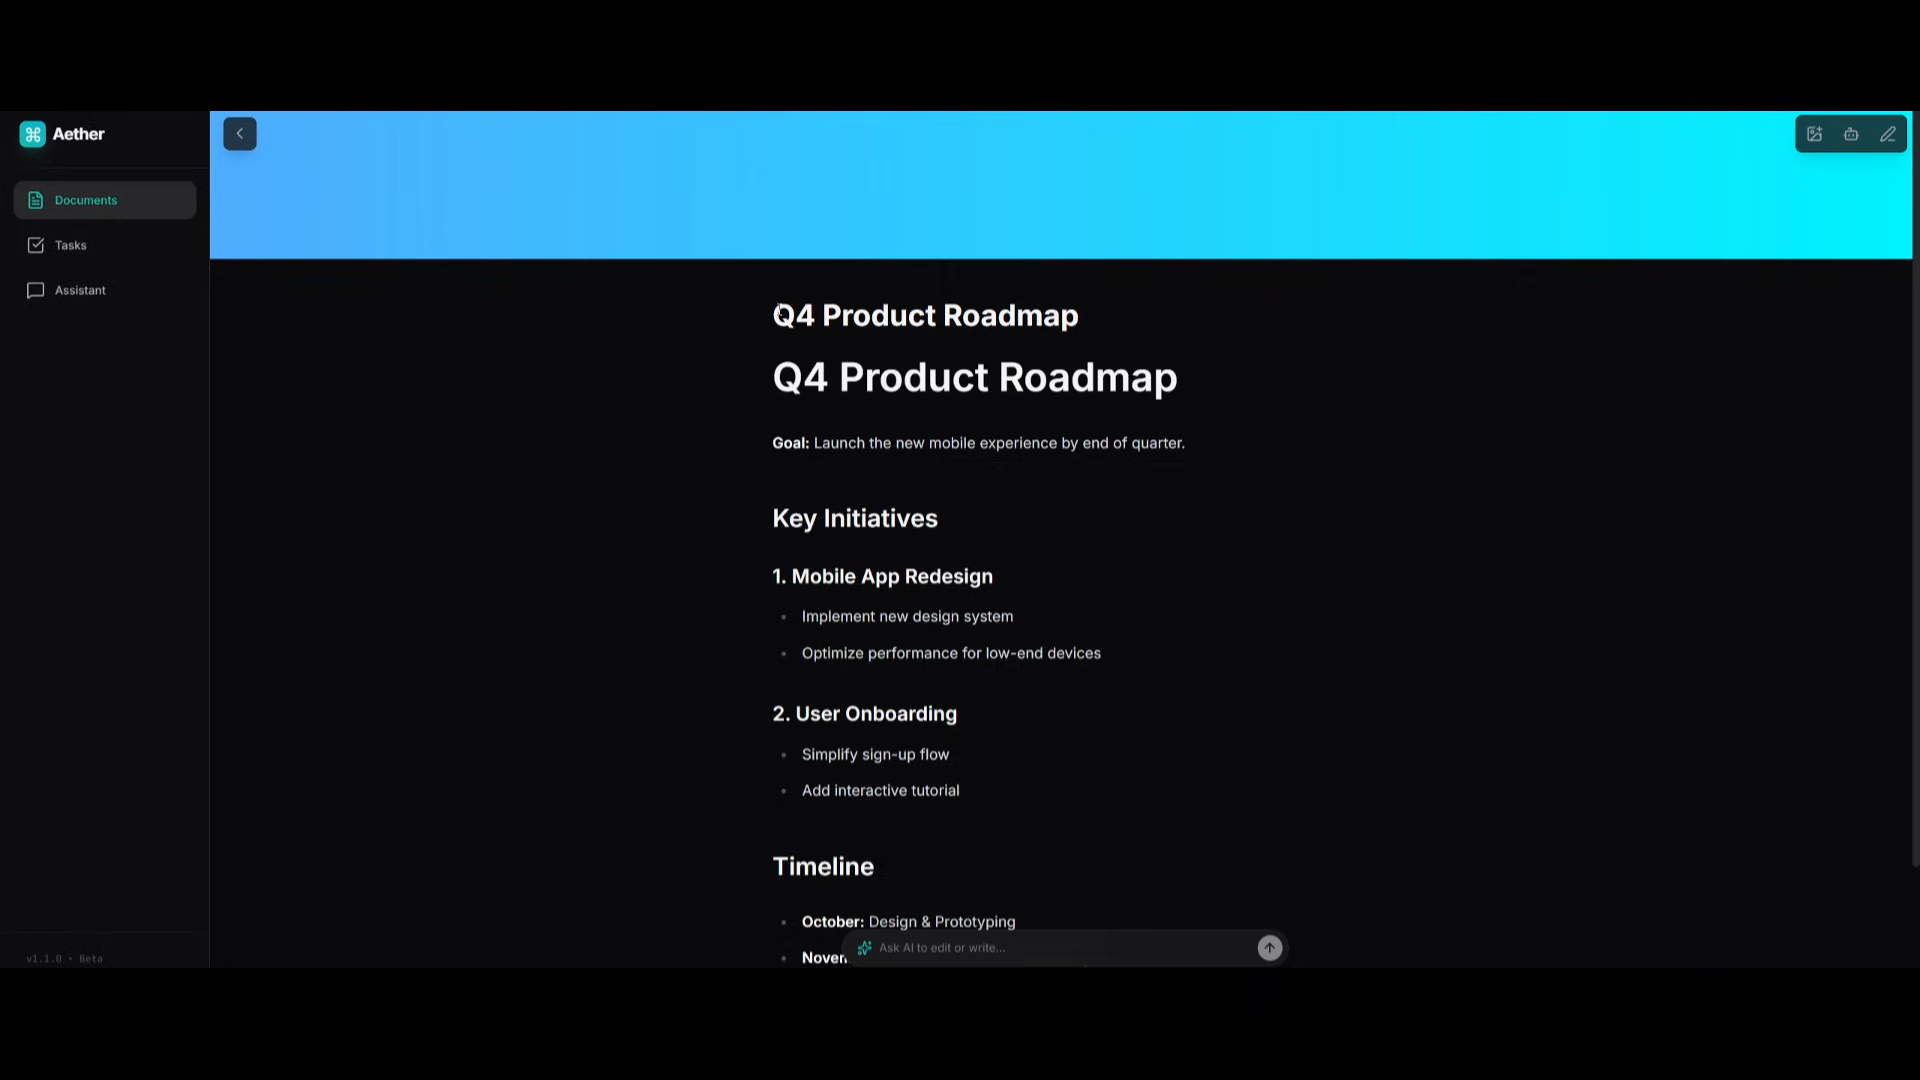 Aether
Documents
Tasks
Assistant
Q4 Product Roadmap
Q4 Product Roadmap
Goal: Launch the new mobile experience by end of quarter.
Key Initiatives
1. Mobile App Redesign
• Implement new design system
• Optimize performance for low-end devices
2. User Onboarding
• Simplify sign-up flow
• Add interactive tutorial
Timeline
• October: Design & Prototyping
Ask AI to edit or write...
v1.1.0 • Beta